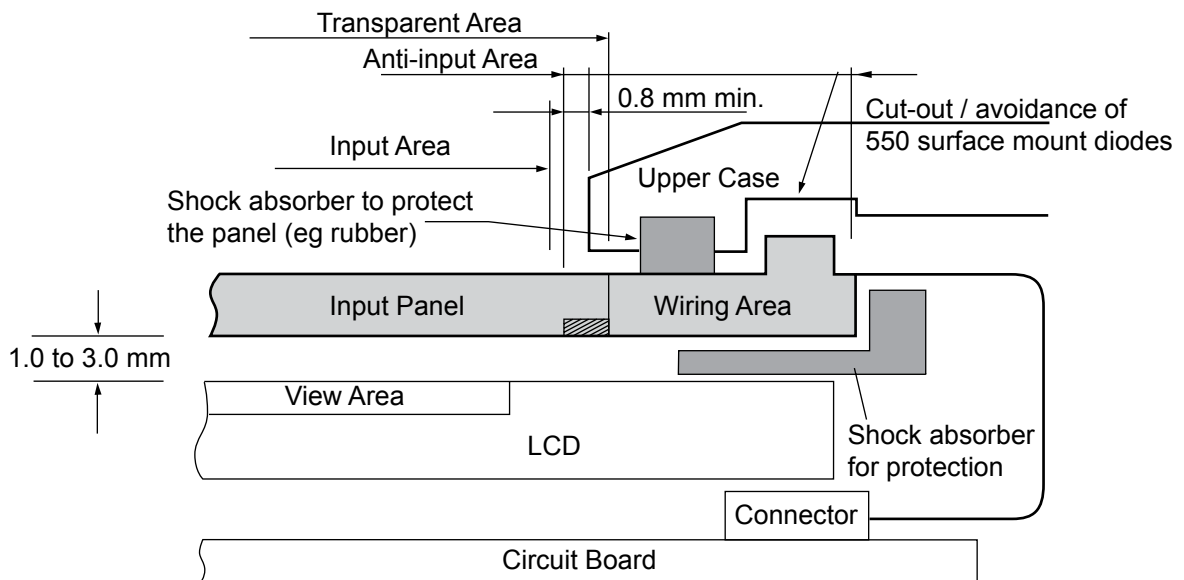 Transparent Area
Anti-input Area
0.8 mm min.
Cut-out / avoidance of
550 surface mount diodes
Input Area
Upper Case
Shock absorber to protect
the panel (eg rubber)
Input Panel
Wiring Area
1.0 to 3.0 mm
View Area
LCD
Shock absorber
for protection
Connector
Circuit Board